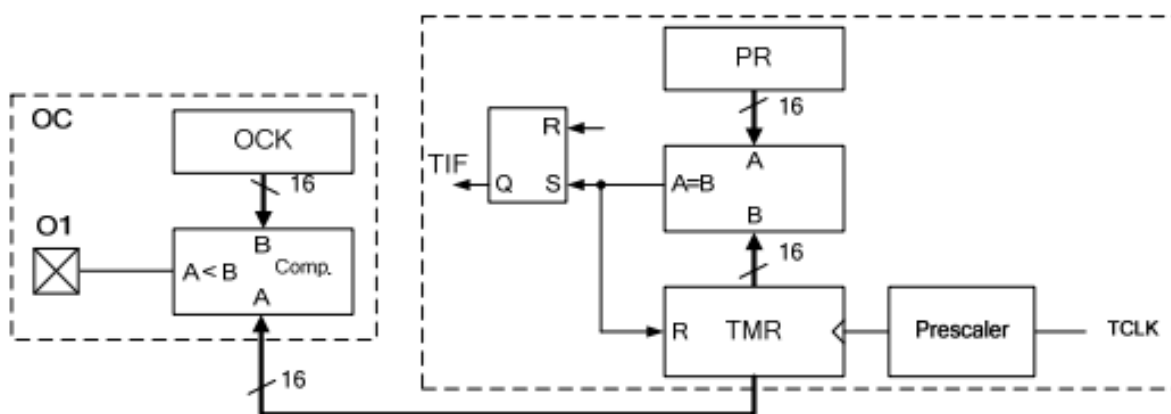 OC
OCK
16
O1
B
A < B
Comp.
A
16
PR
16
R
TIF
Q
S
A
A=B
B
16
R
TMR
Prescaler
TCLK